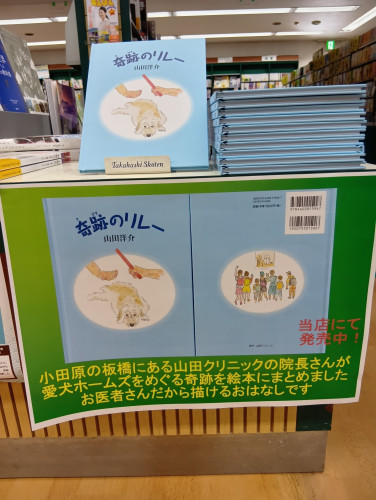 奇跡のリレー
山田洋介
Takahashi Shoten
奇跡のリレー
山田洋介
当店にて
発売中！
小田原の板橋にある山田クリニックの院長さんが
愛犬ホームズをめぐる奇跡を絵本にまとめました
お医者さんだから描けるおはなしです